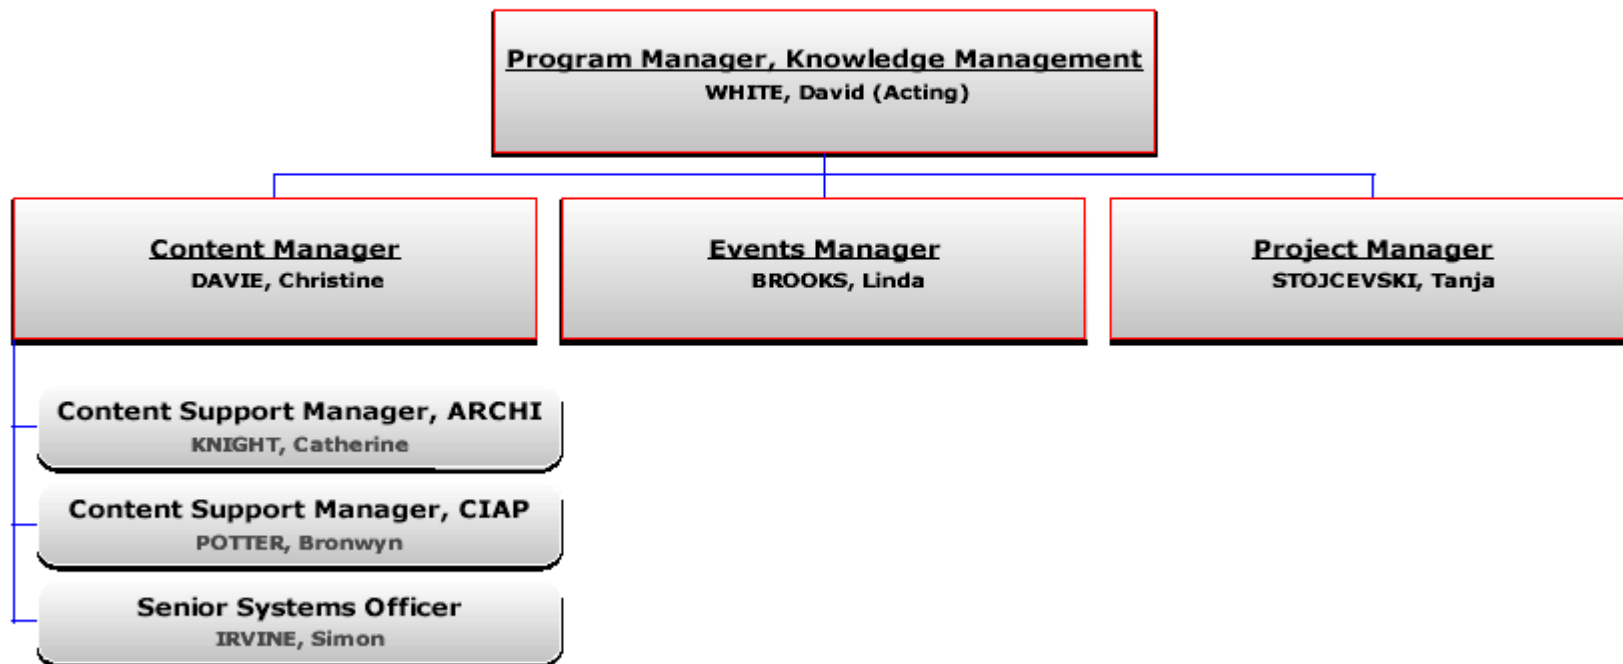 Program Manager, Knowledge Management
WHITE, David (Acting)
Content Manager
DAVIE, Christine
Events Manager
BROOKS, Linda
Project Manager
STOJCEVSKI, Tanja
Content Support Manager, ARCHI
KNIGHT, Catherine
Content Support Manager, CIAP
POTTER, Bronwyn
Senior Systems Officer
IRVINE, Simon